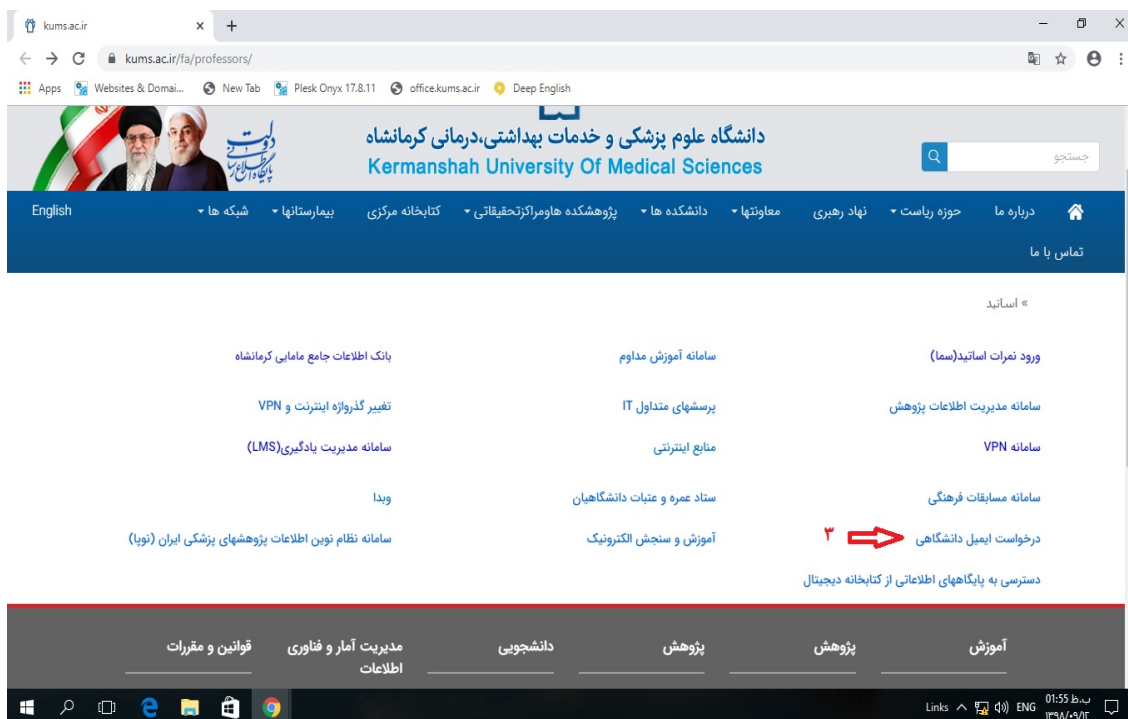 kums.ac.ir
kums.ac.ir/fa/professors/
Apps Websites & Domai... New Tab Plesk Onyx 17.8.11 office.kums.ac.ir Deep English
دانشگاه علوم پزشکی و خدمات بهداشتی،درمانی کرمانشاه
Kermanshah University Of Medical Sciences
جستجو
درباره ما حوزه ریاست نهاد رهبری معاونتها دانشکده ها پژوهشکده هاومراکزتحقیقاتی کتابخانه مرکزی بیمارستانها شبکه ها English
تماس با ما
» اساتید
ورود نمرات اساتید(سما) سامانه آموزش مداوم بانک اطلاعات جامع مامایی کرمانشاه
سامانه مدیریت اطلاعات پژوهش پرسشهای متداول IT تغییر گذرواژه اینترنت و VPN
سامانه VPN منابع اینترنتی سامانه مدیریت یادگیری(LMS)
سامانه مسابقات فرهنگی ستاد عمره و عتبات دانشگاهیان وبدا
درخواست ایمیل دانشگاهی ۳ آموزش و سنجش الکترونیک سامانه نظام نوین اطلاعات پژوهشهای پزشکی ایران (نوپا)
دسترسی به پایگاههای اطلاعاتی از کتابخانه دیجیتال
آموزش پژوهش پژوهش دانشجویی مدیریت آمار و فناوری قوانین و مقررات
اطلاعات
Links ENG 01:55 ب.ظ
۱۳۹۸/۰۹/۱۲